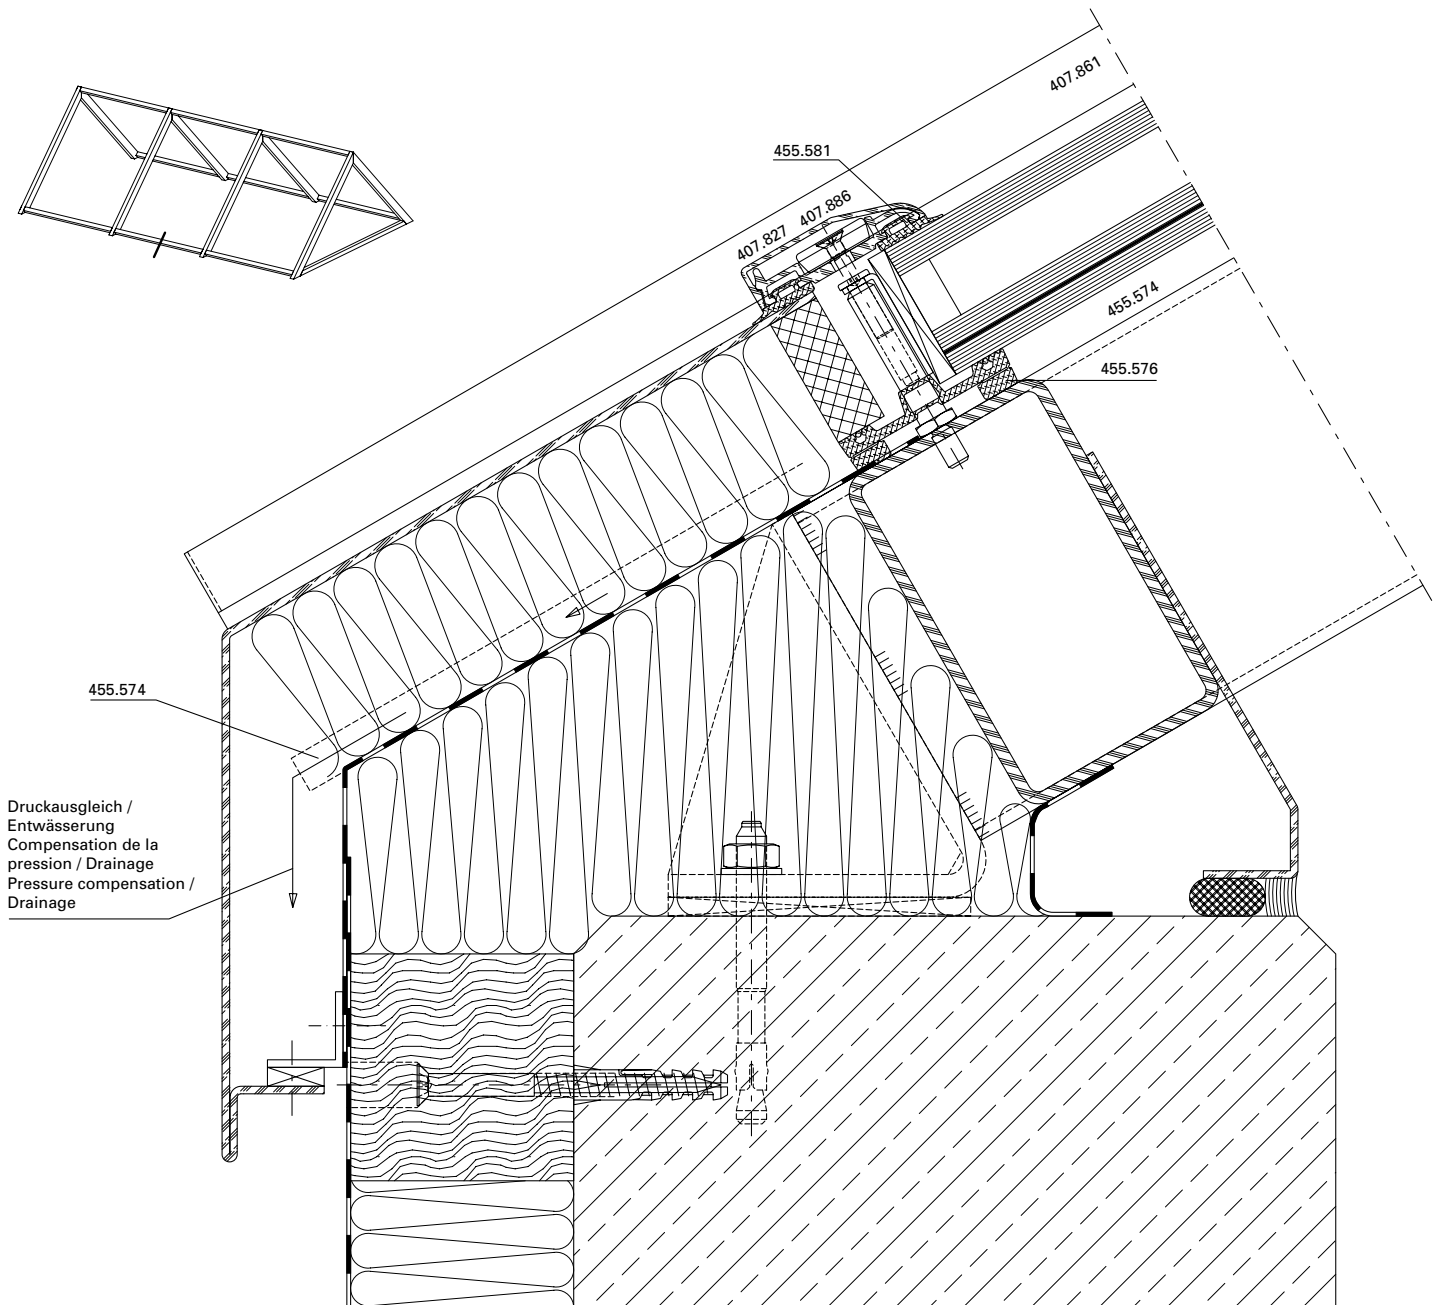 407.861
455.581
407.827 407.886
455.574
455.576
455.574
Druckausgleich /
Entwässerung
Compensation de la
pression / Drainage
Pressure compensation /
Drainage